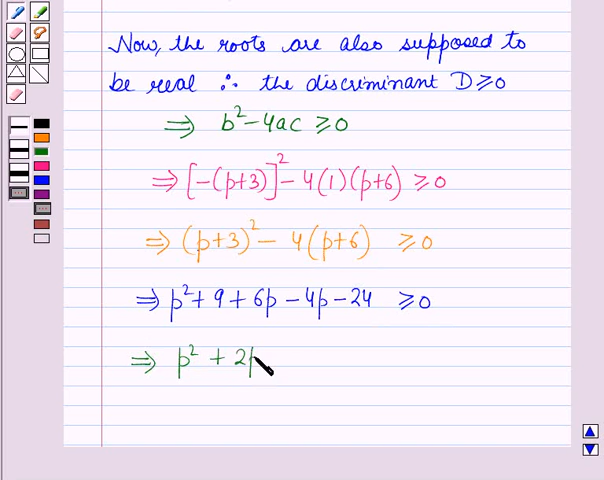 Now, the roots are also supposed to
be real ∴ the discriminant D ≥ 0
⇒ b² - 4ac ≥ 0
⇒ [-(p+3)]² - 4(1)(p+6) ≥ 0
⇒ (p+3)² - 4(p+6) ≥ 0
⇒ p² + 9 + 6p - 4p - 24 ≥ 0
⇒ p² + 2p